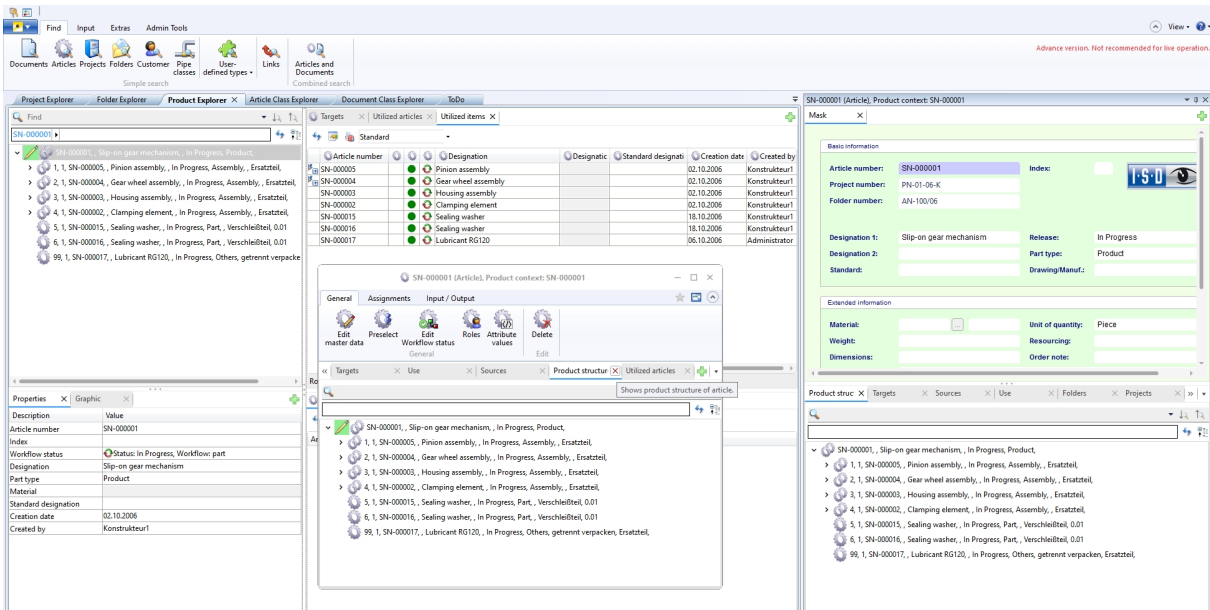 Find Input Extras Admin Tools
View
Documents Articles Projects Folders Customer Pipe classes User-defined types Links Articles and Documents
Advance version. Not recommended for live operation.
Simple search Combined search
Project Explorer Folder Explorer Product Explorer Article Class Explorer Document Class Explorer ToDo
Find
SN-000001
SN-000001, , Slip-on gear mechanism, , In Progress, Product,
1, 1, SN-000005, , Pinion assembly, , In Progress, Assembly, , Ersatzteil,
2, 1, SN-000004, , Gear wheel assembly, , In Progress, Assembly, , Ersatzteil,
3, 1, SN-000003, , Housing assembly, , In Progress, Assembly, , Ersatzteil,
4, 1, SN-000002, , Clamping element, , In Progress, Assembly, , Ersatzteil,
5, 1, SN-000015, , Sealing washer, , In Progress, Part, , Verschleißteil, 0.01
6, 1, SN-000016, , Sealing washer, , In Progress, Part, , Verschleißteil, 0.01
99, 1, SN-000017, , Lubricant RG120, , In Progress, Others, getrennt verpacke
Properties Graphic
Description Value
Article number SN-000001
Index
Workflow status Status: In Progress, Workflow: part
Designation Slip-on gear mechanism
Part type Product
Material
Standard designation
Creation date 02.10.2006
Created by Konstrukteur1
Targets Utilized articles Utilized items
Standard
Article number Designation Designatic Standard designati Creation date Created by
SN-000005 Pinion assembly 02.10.2006 Konstrukteur1
SN-000004 Gear wheel assembly 02.10.2006 Konstrukteur1
SN-000003 Housing assembly 02.10.2006 Konstrukteur1
SN-000002 Clamping element 02.10.2006 Konstrukteur1
SN-000015 Sealing washer 18.10.2006 Konstrukteur1
SN-000016 Sealing washer 18.10.2006 Konstrukteur1
SN-000017 Lubricant RG120 06.10.2006 Administrator
SN-000001 (Article), Product context: SN-000001
General Assignments Input / Output
Edit master data Preselect Edit Workflow status Roles Attribute values Delete
General Edit
Targets Use Sources Product structur Utilized articles
Shows product structure of article.
SN-000001, , Slip-on gear mechanism, , In Progress, Product,
1, 1, SN-000005, , Pinion assembly, , In Progress, Assembly, , Ersatzteil,
2, 1, SN-000004, , Gear wheel assembly, , In Progress, Assembly, , Ersatzteil,
3, 1, SN-000003, , Housing assembly, , In Progress, Assembly, , Ersatzteil,
4, 1, SN-000002, , Clamping element, , In Progress, Assembly, , Ersatzteil,
5, 1, SN-000015, , Sealing washer, , In Progress, Part, , Verschleißteil, 0.01
6, 1, SN-000016, , Sealing washer, , In Progress, Part, , Verschleißteil, 0.01
99, 1, SN-000017, , Lubricant RG120, , In Progress, Others, getrennt verpacken, Ersatzteil,
SN-000001 (Article), Product context: SN-000001
Mask
Basic information
Article number: SN-000001 Index:
I·S·D
Project number: PN-01-06-K
Folder number: AN-100/06
Designation 1: Slip-on gear mechanism Release: In Progress
Designation 2: Part type: Product
Standard: Drawing/Manuf.:
Extended information
Material: ... Unit of quantity: Piece
Weight: Resourcing:
Dimensions: Order note:
Product struc Targets Sources Use Folders Projects
SN-000001, , Slip-on gear mechanism, , In Progress, Product,
1, 1, SN-000005, , Pinion assembly, , In Progress, Assembly, , Ersatzteil,
2, 1, SN-000004, , Gear wheel assembly, , In Progress, Assembly, , Ersatzteil,
3, 1, SN-000003, , Housing assembly, , In Progress, Assembly, , Ersatzteil,
4, 1, SN-000002, , Clamping element, , In Progress, Assembly, , Ersatzteil,
5, 1, SN-000015, , Sealing washer, , In Progress, Part, , Verschleißteil, 0.01
6, 1, SN-000016, , Sealing washer, , In Progress, Part, , Verschleißteil, 0.01
99, 1, SN-000017, , Lubricant RG120, , In Progress, Others, getrennt verpacken, Ersatzteil,